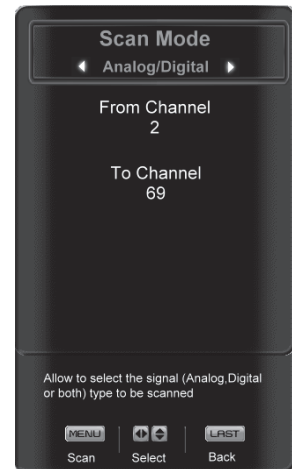 Scan Mode
Analog/Digital
From Channel
2
To Channel
69
Allow to select the signal (Analog,Digital
or both) type to be scanned
MENU LAST
Scan Select Back